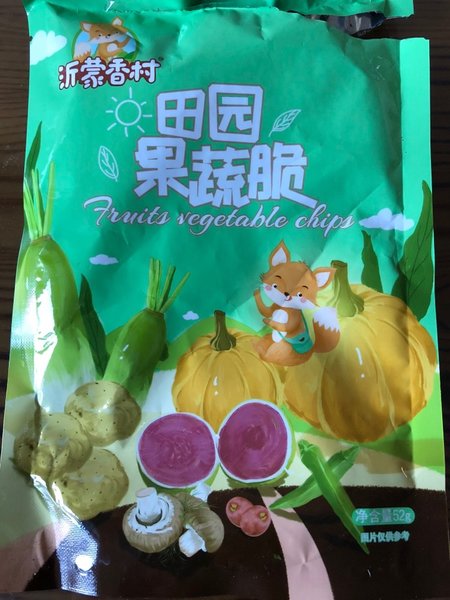 沂蒙香村
田园
果蔬脆
Fruits vegetable chips
净含量52g
图片仅供参考